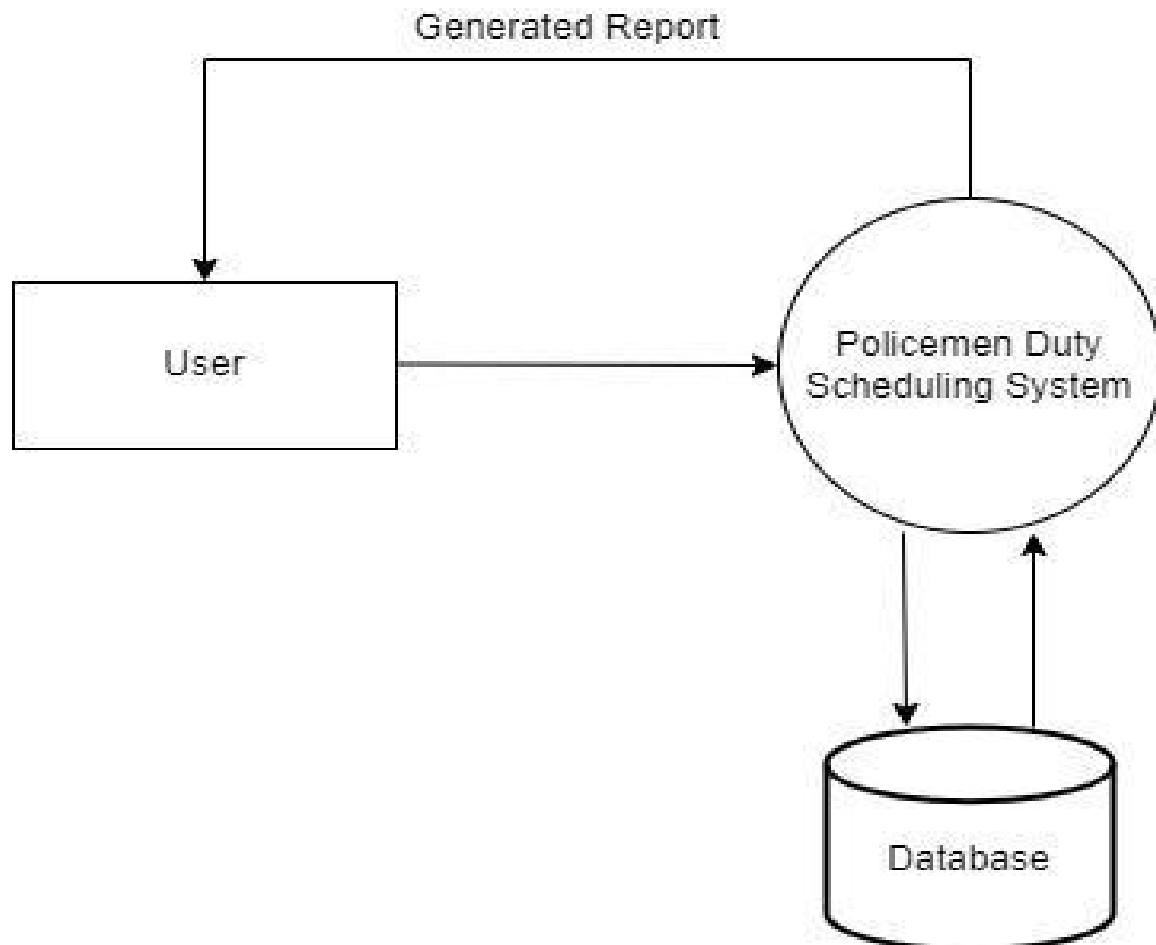 Generated Report
User
Policemen Duty
Scheduling System
Database